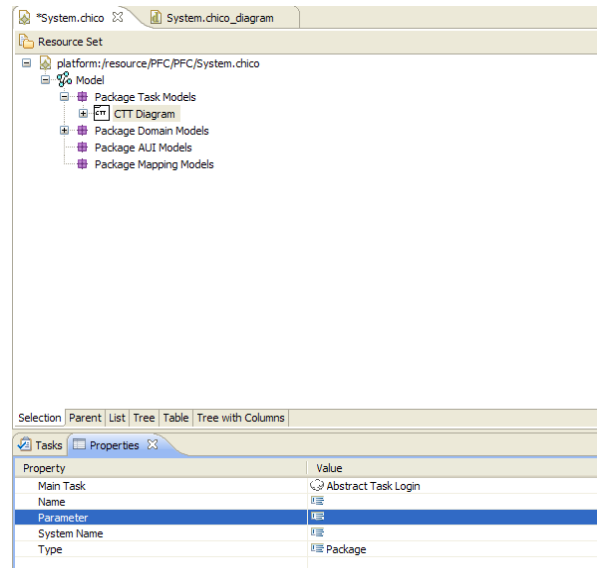 *System.chico System.chico_diagram
Resource Set
platform:/resource/PFC/PFC/System.chico
Model
Package Task Models
CTT CTT Diagram
Package Domain Models
Package AUI Models
Package Mapping Models
Selection Parent List Tree Table Tree with Columns
Tasks Properties
Property Value
Main Task Abstract Task Login
Name
Parameter
System Name
Type Package